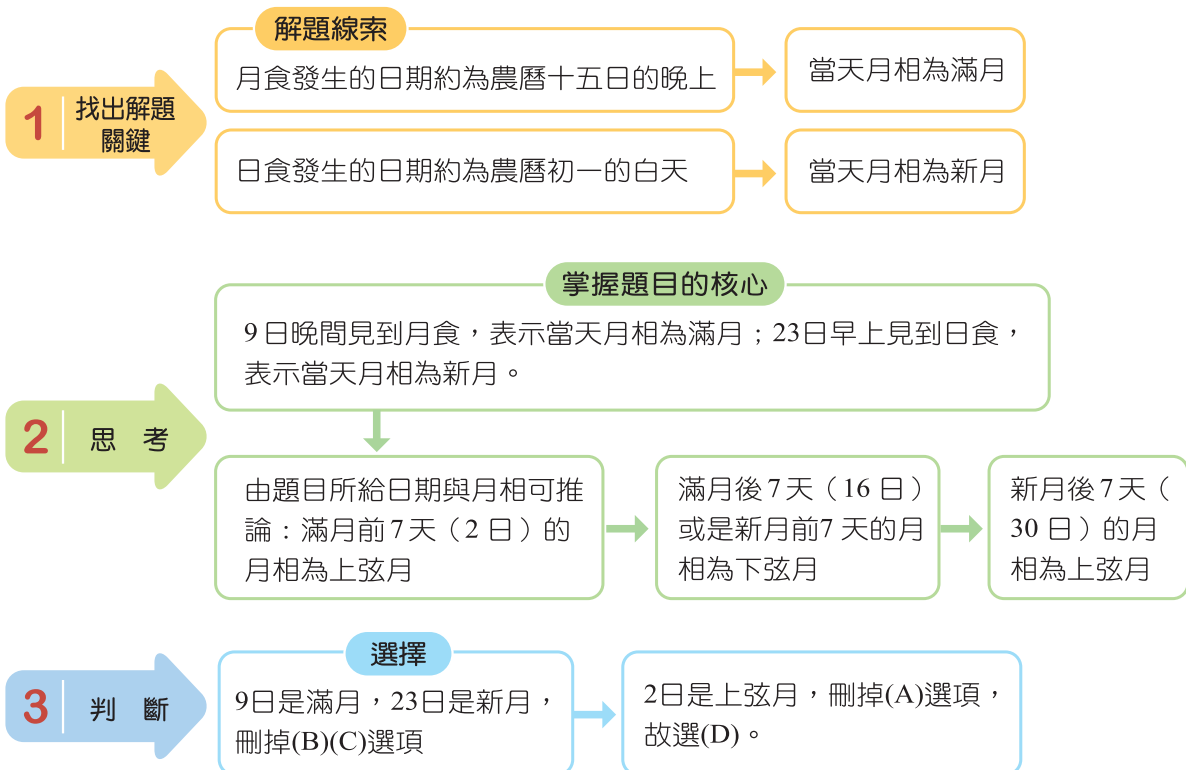 解題線索
月食發生的日期約為農曆十五日的晚上
當天月相為滿月
1
找出解題
關鍵
日食發生的日期約為農曆初一的白天
當天月相為新月
掌握題目的核心
9日晚間見到月食，表示當天月相為滿月；23日早上見到日食，
表示當天月相為新月。
2
思 考
由題目所給日期與月相可推
論：滿月前7天（2日）的
月相為上弦月
滿月後7天（16日）
或是新月前7天的月
相為下弦月
新月後7天（
30日）的月
相為上弦月
3
判 斷
選擇
9日是滿月，23日是新月，
刪掉(B)(C)選項
2日是上弦月，刪掉(A)選項，
故選(D)。